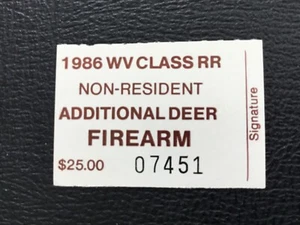 1986 WV CLASS RR
NON-RESIDENT
ADDITIONAL DEER
FIREARM
$25.00 07451
Signature